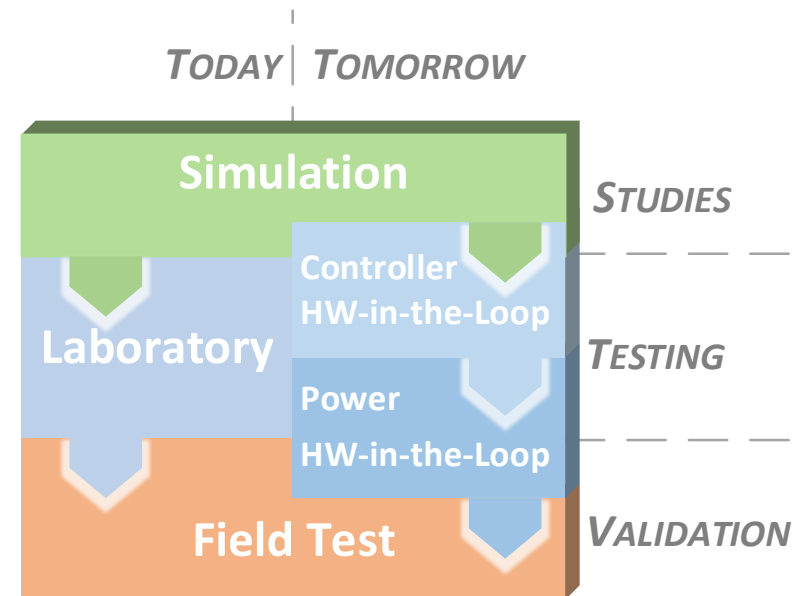 TODAY TOMORROW
Simulation
STUDIES
Controller
HW-in-the-Loop
Laboratory
TESTING
Power
HW-in-the-Loop
Field Test
VALIDATION